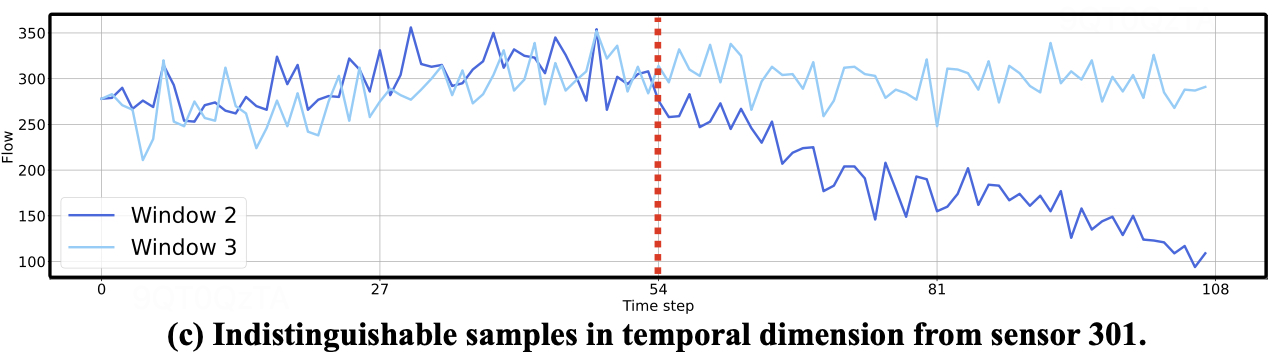 350
300
250
200
150
100
Flow
Window 2
Window 3
0 27 54 81 108
Time step
(c) Indistinguishable samples in temporal dimension from sensor 301.